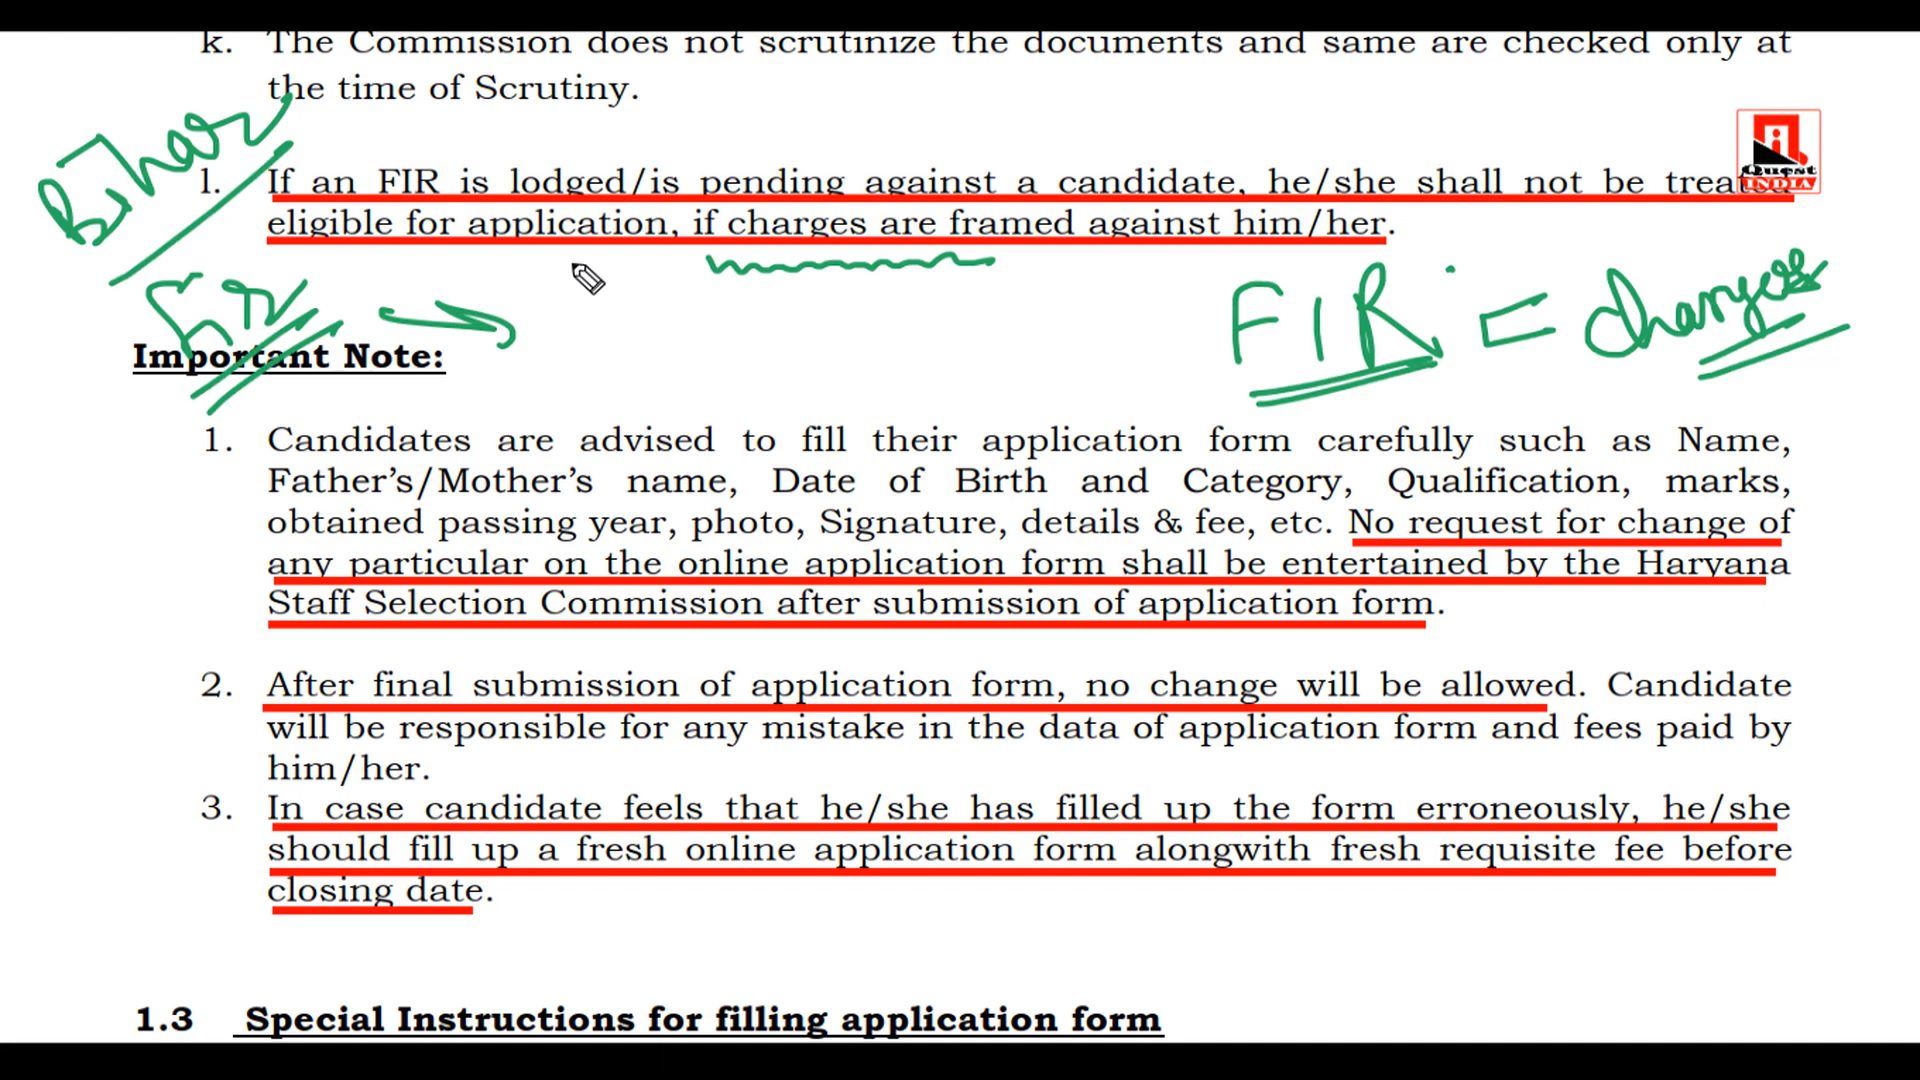 k. The Commission does not scrutinize the documents and same are checked only at
the time of Scrutiny.
Bihar
Quest
INDIA
l. If an FIR is lodged/is pending against a candidate, he/she shall not be treated
eligible for application, if charges are framed against him/her.
FIR = charges
Important Note:
1. Candidates are advised to fill their application form carefully such as Name,
Father's/Mother's name, Date of Birth and Category, Qualification, marks,
obtained passing year, photo, Signature, details & fee, etc. No request for change of
any particular on the online application form shall be entertained by the Haryana
Staff Selection Commission after submission of application form.
2. After final submission of application form, no change will be allowed. Candidate
will be responsible for any mistake in the data of application form and fees paid by
him/her.
3. In case candidate feels that he/she has filled up the form erroneously, he/she
should fill up a fresh online application form alongwith fresh requisite fee before
closing date.
1.3 Special Instructions for filling application form